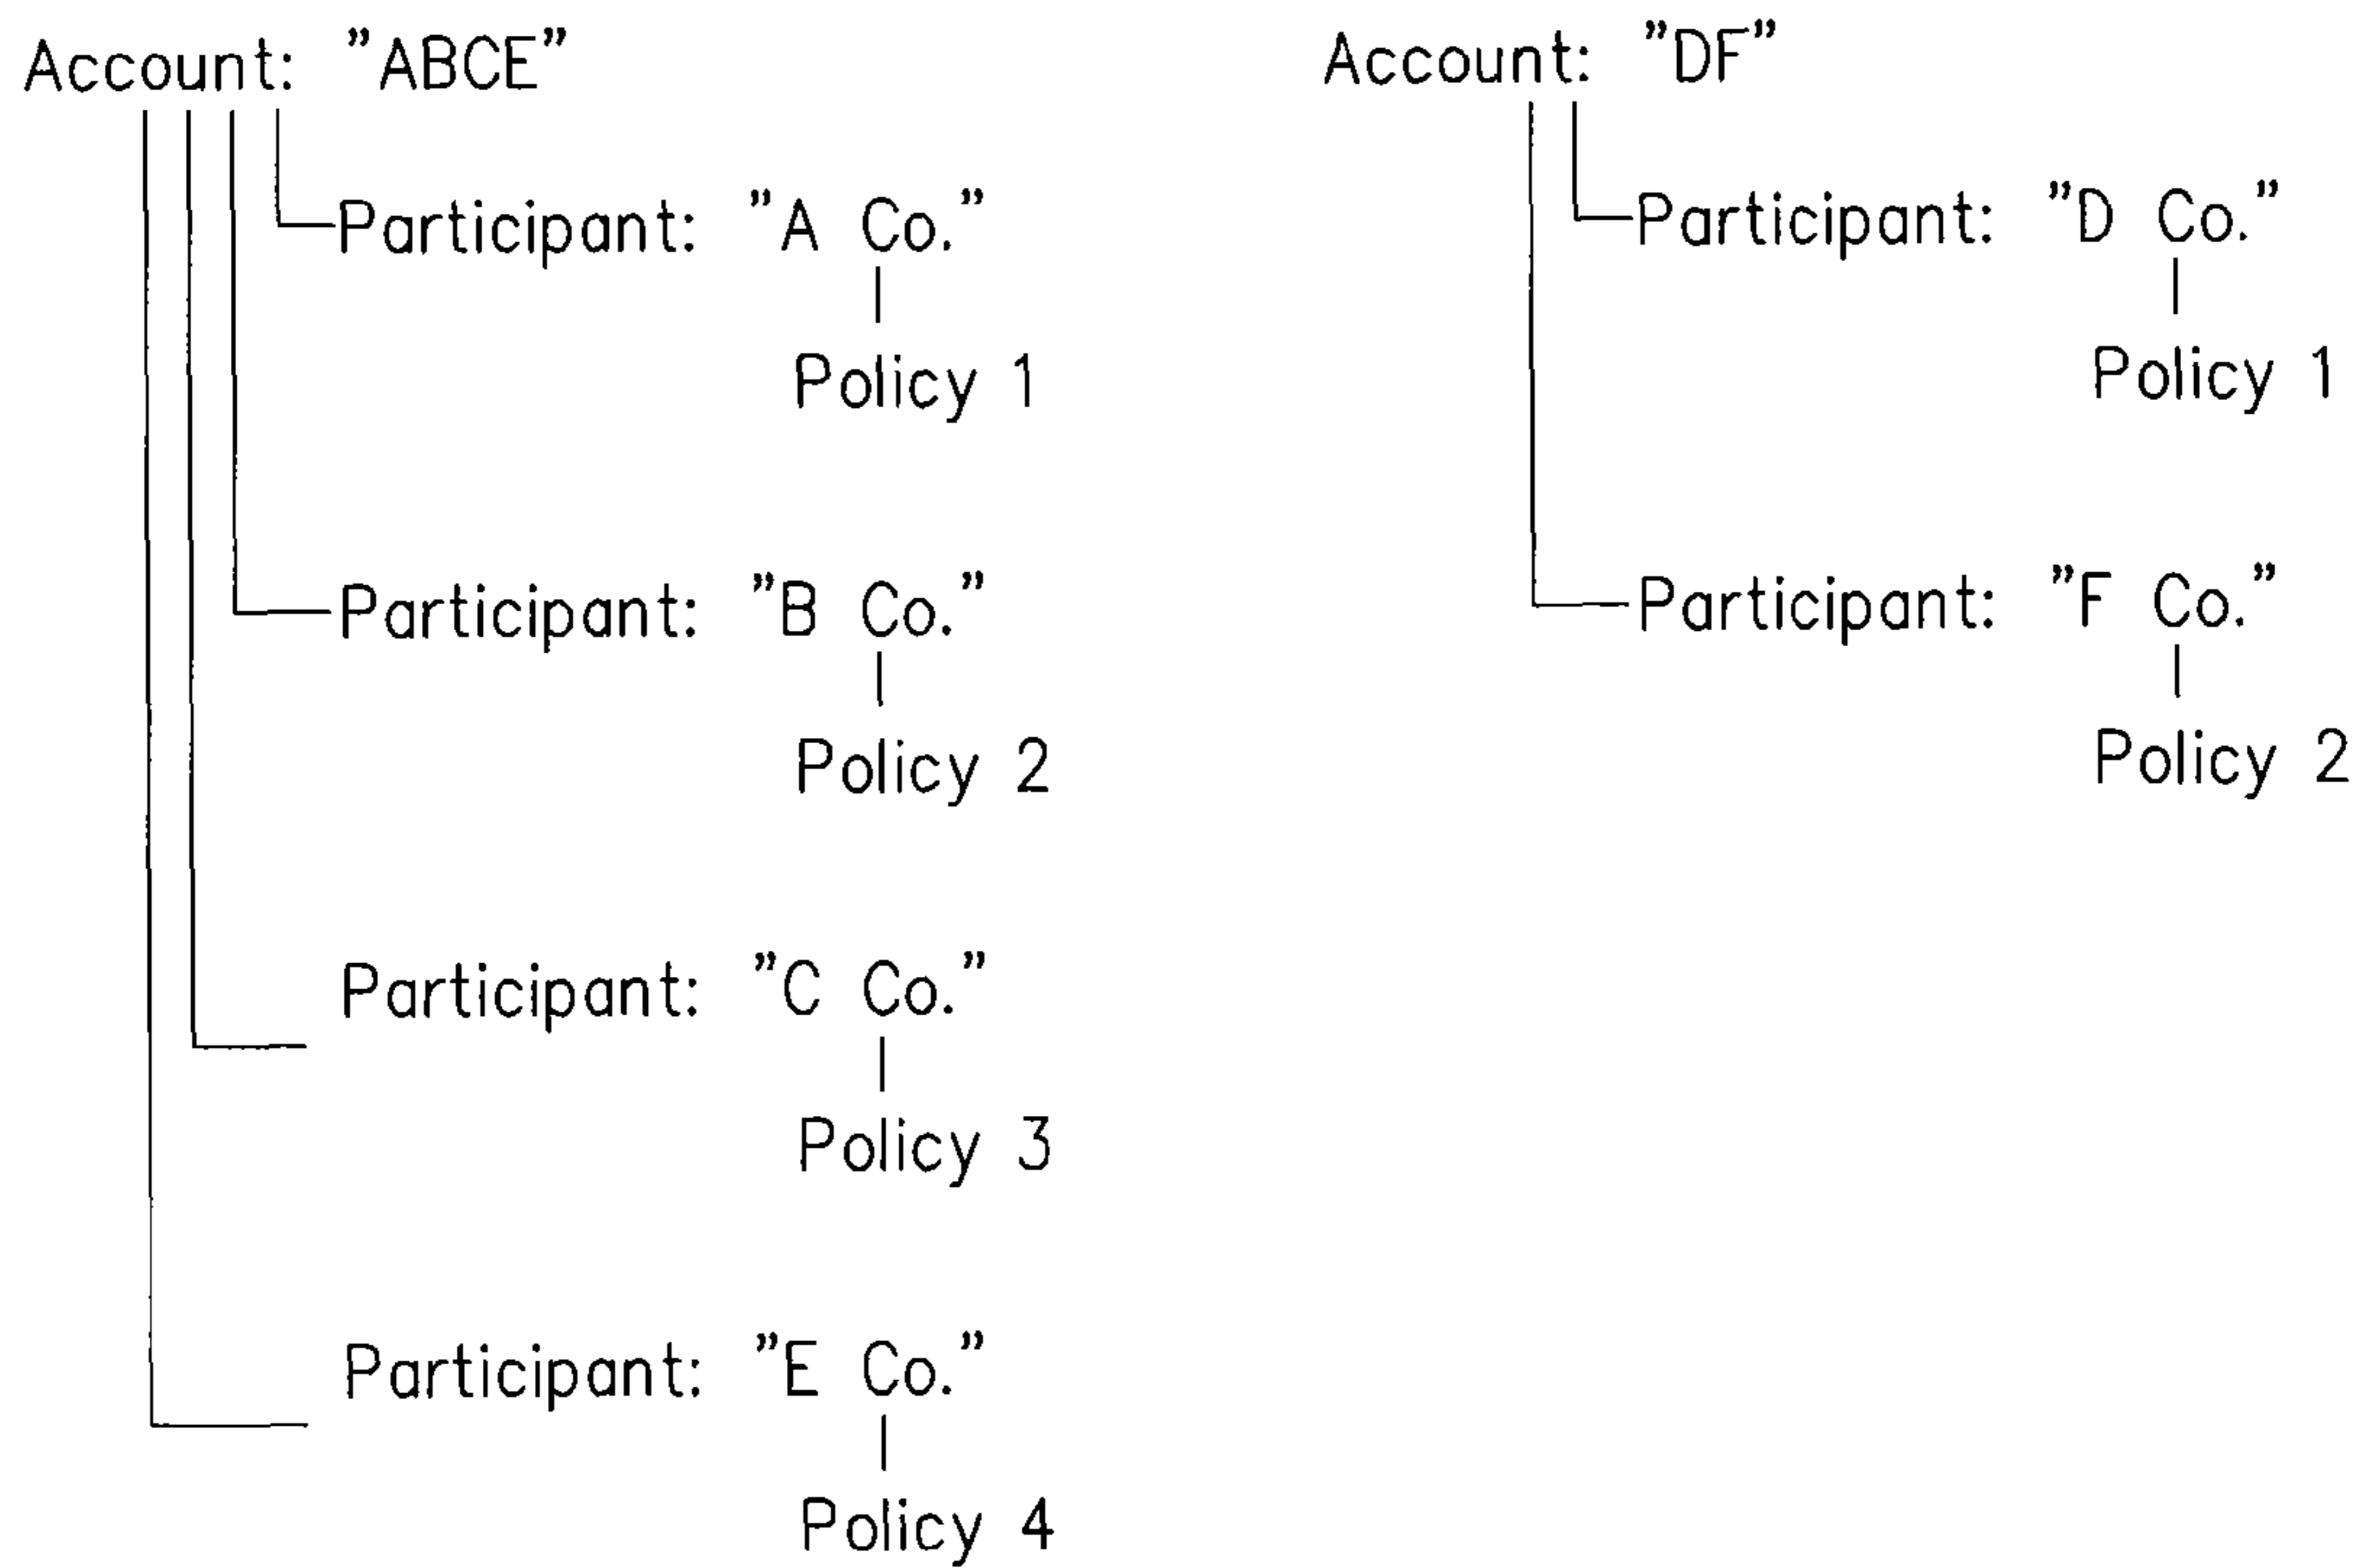 Account: "ABCE"
Participant: "A Co."
Policy 1
Participant: "B Co."
Policy 2
Participant: "C Co."
Policy 3
Participant: "E Co."
Policy 4
Account: "DF"
Participant: "D Co."
Policy 1
Participant: "F Co."
Policy 2